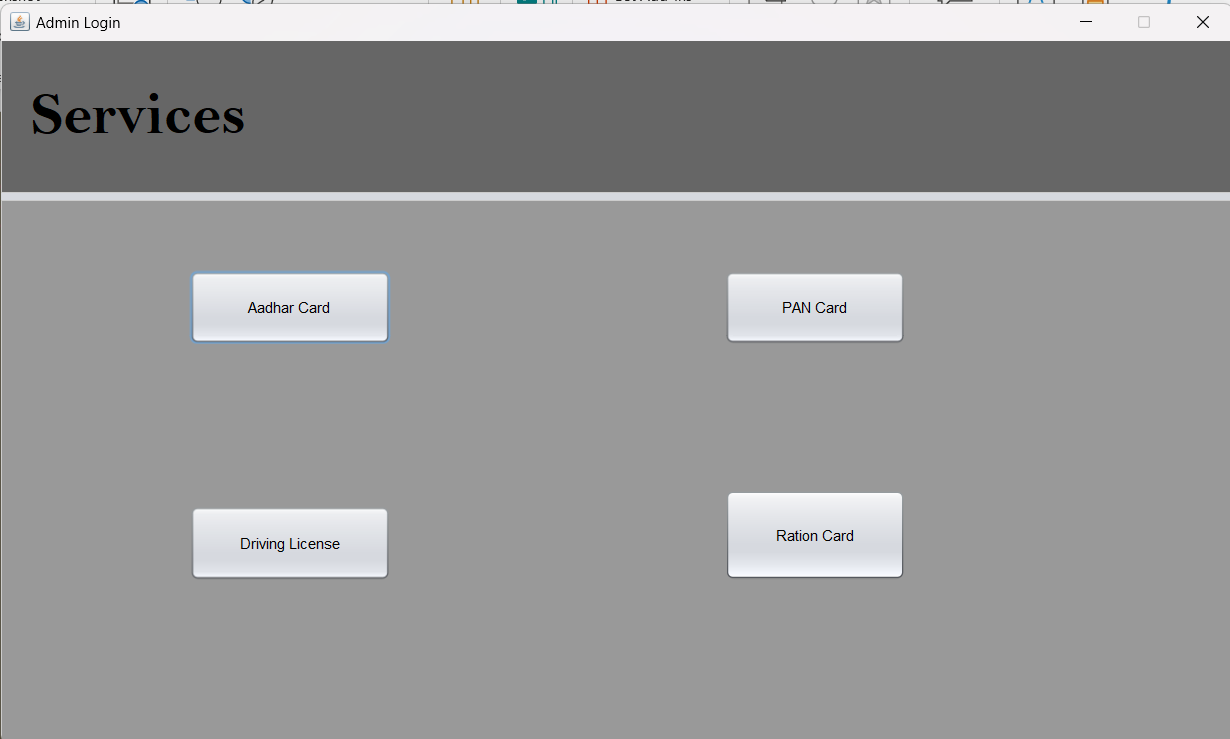 Admin Login
Services
Aadhar Card
PAN Card
Driving License
Ration Card